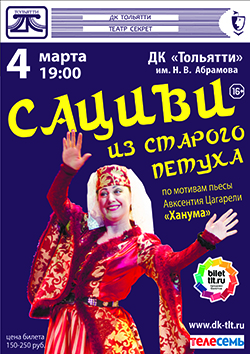 ТОЛЬЯТТИ
ДК ТОЛЬЯТТИ
ТЕАТР СЕКРЕТ
4 марта
19:00
ДК «Тольятти»
им. Н. В. Абрамова
САЦИВИ
16+
ИЗ СТАРОГО
ПЕТУХА
по мотивам пьесы
Авксентия Цагарели
«Ханума»
bilet
tlt.ru
www.dk-tlt.ru
цена билета
150-250 руб.
ТЕЛЕСЕМЬ